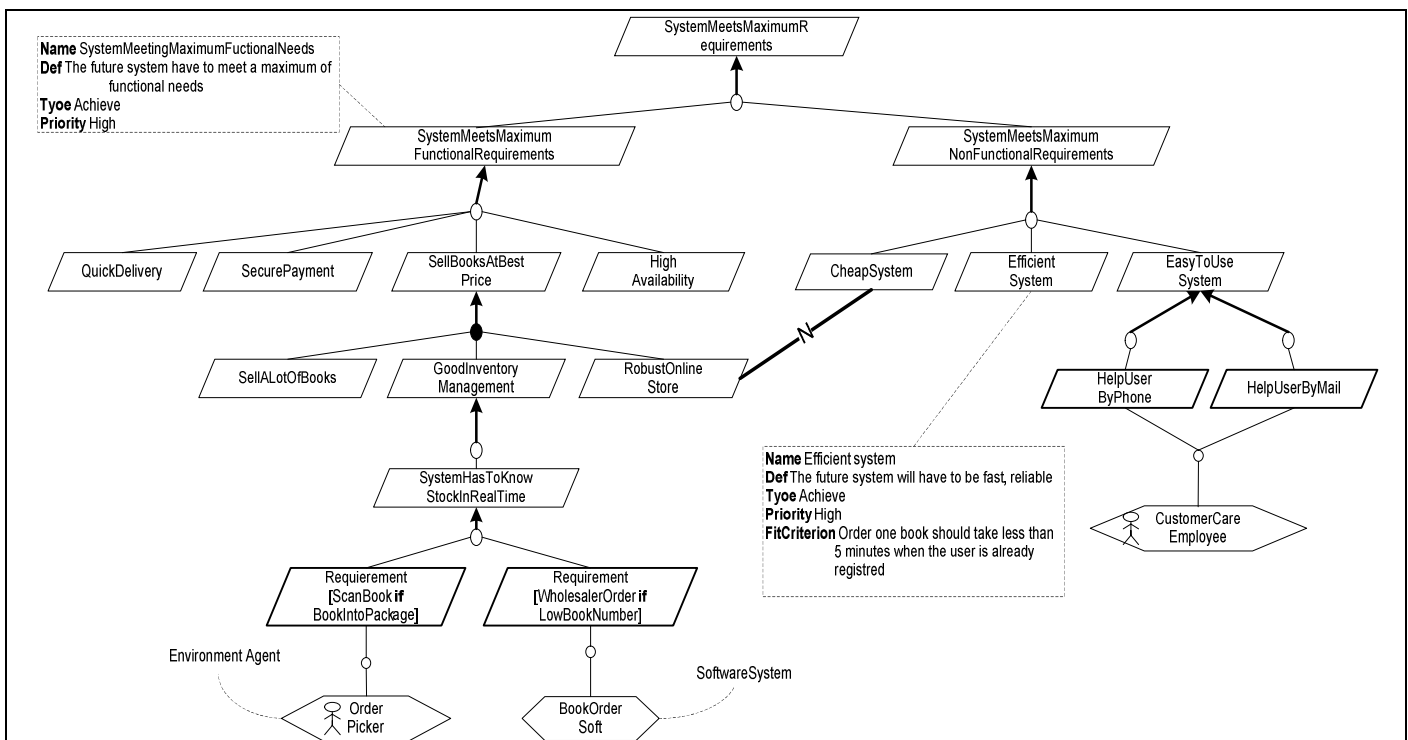 SystemMeetsMaximumR
equirements
Name SystemMeetingMaximumFuctionalNeeds
Def The future system have to meet a maximum of
functional needs
Tyoe Achieve
Priority High
SystemMeetsMaximum
FunctionalRequirements
SystemMeetsMaximum
NonFunctionalRequirements
QuickDelivery
SecurePayment
SellBooksAtBest
Price
High
Availability
CheapSystem
Efficient
System
EasyToUse
System
N
SellALotOfBooks
GoodInventory
Management
RobustOnline
Store
HelpUser
ByPhone
HelpUserByMail
SystemHasToKnow
StockInRealTime
Name Efficient system
Def The future system will have to be fast, reliable
Tyoe Achieve
Priority High
FitCriterion Order one book should take less than
5 minutes when the user is already
registred
CustomerCare
Employee
Requierement
[ScanBook if
BookIntoPackage]
Requirement
[WholesalerOrder if
LowBookNumber]
Environment Agent
SoftwareSystem
Order
Picker
BookOrder
Soft